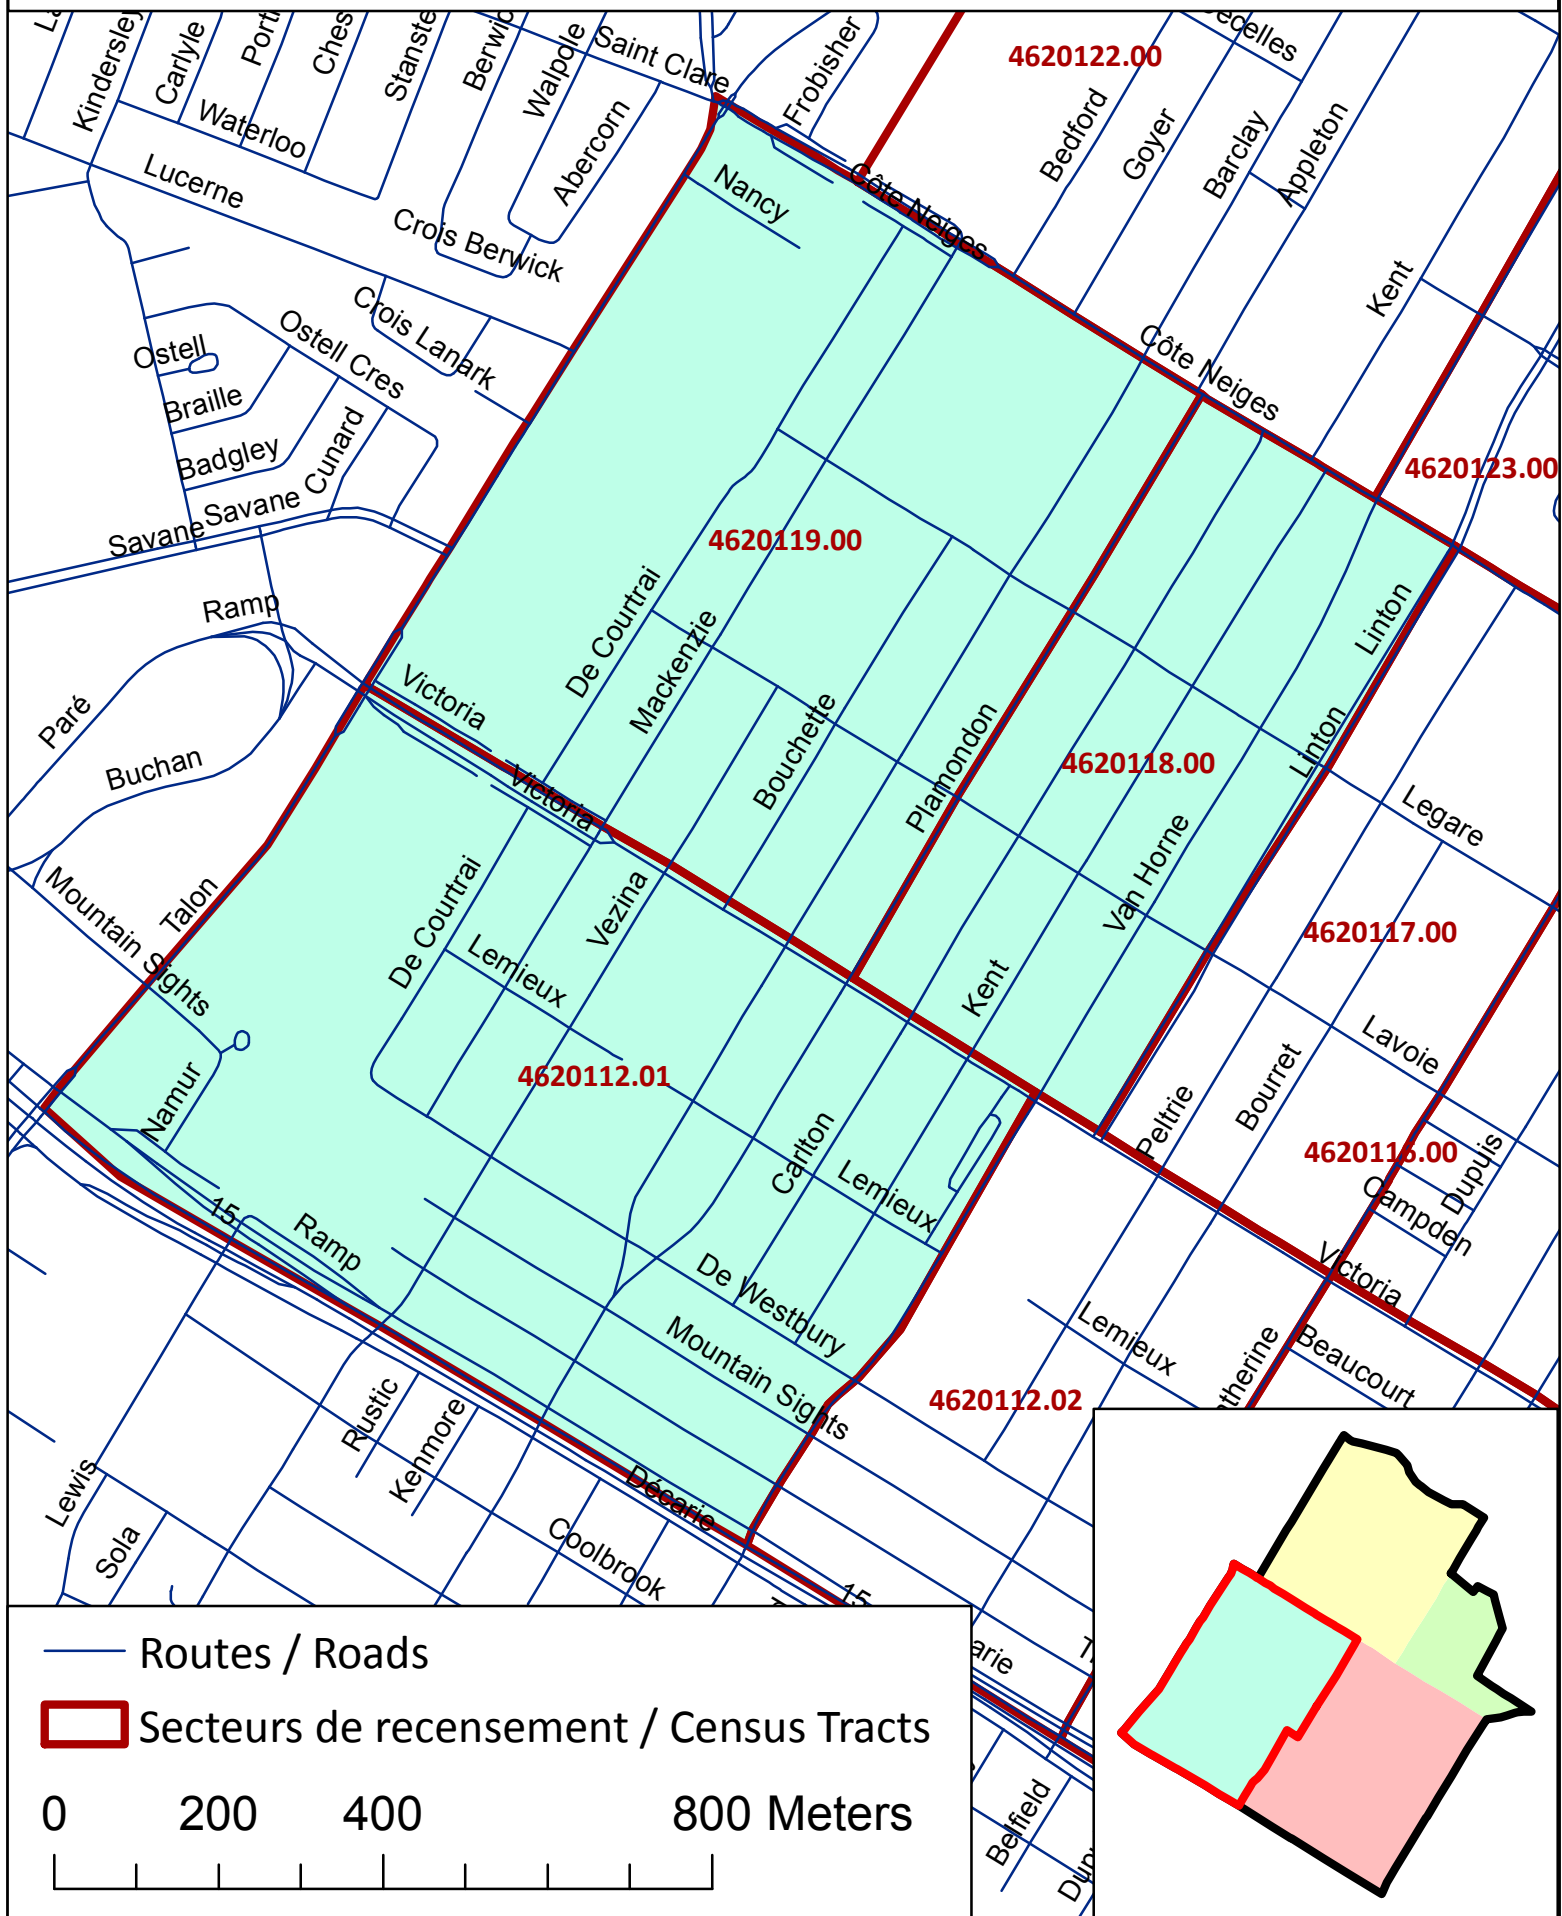 Kindersley
Carlyle
Walpole
Saint Clare
Frobisher
4620122.00
Waterloo
Abercorn
Bedford
Goyer
Barclay
Appleton
Lucerne
Nancy
Côte Neiges
Crois Berwick
Kent
Crois Lanark
Ostell Cres
Ostell
Côte Neiges
Braille
Badgley
Cunard
4620123.00
Savane
Savane
4620119.00
Ramp
De Courtrai
Mackenzie
Linton
Victoria
Paré
Buchan
Bouchette
Plamondon
4620118.00
Linton
Victoria
Legare
Mountain Sights
Talon
De Courtrai
Vezina
Van Horne
4620117.00
Lemieux
Kent
Lavoie
4620112.01
Namur
Carlton
Peltrie
Bourret
4620116.00
Dupuis
Lemieux
Campden
15
Ramp
De Westbury
Victoria
Mountain Sights
Lemieux
Beaucourt
4620112.02
Rustic
Kenmore
Décarie
Lewis
Sola
Coolbrook
15
Routes / Roads
Secteurs de recensement / Census Tracts
0 200 400 800 Meters
Belfield